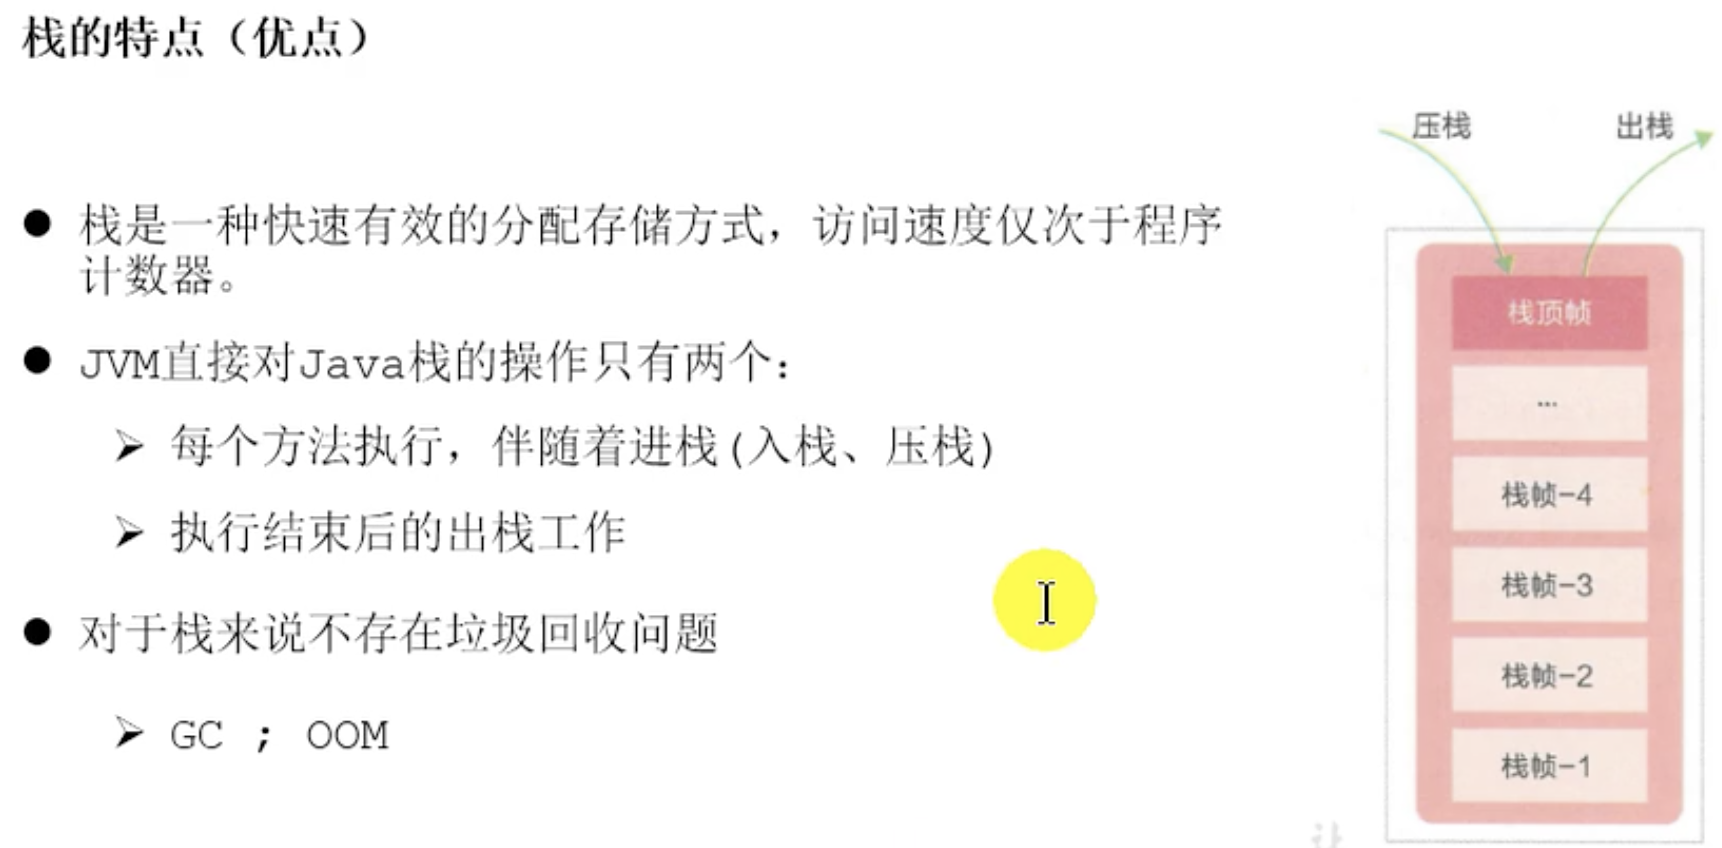 栈的特点（优点）
● 栈是一种快速有效的分配存储方式，访问速度仅次于程序
计数器。
● JVM直接对Java栈的操作只有两个：
➢ 每个方法执行，伴随着进栈(入栈、压栈)
➢ 执行结束后的出栈工作
● 对于栈来说不存在垃圾回收问题
➢ GC ; OOM
压栈
出栈
栈顶帧
...
栈帧-4
栈帧-3
栈帧-2
栈帧-1